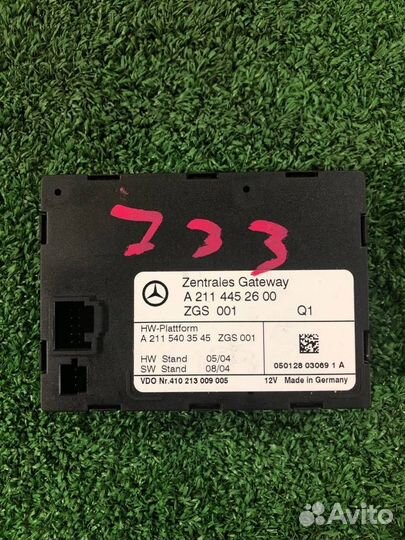 733
Zentrales Gateway
A 211 445 26 00
ZGS 001 Q1
HW-Plattform
A 211 540 35 45 ZGS 001
HW Stand 05/04
SW Stand 08/04
050128 03069 1 A
VDO Nr.410 213 009 005 12V Made in Germany
Avito